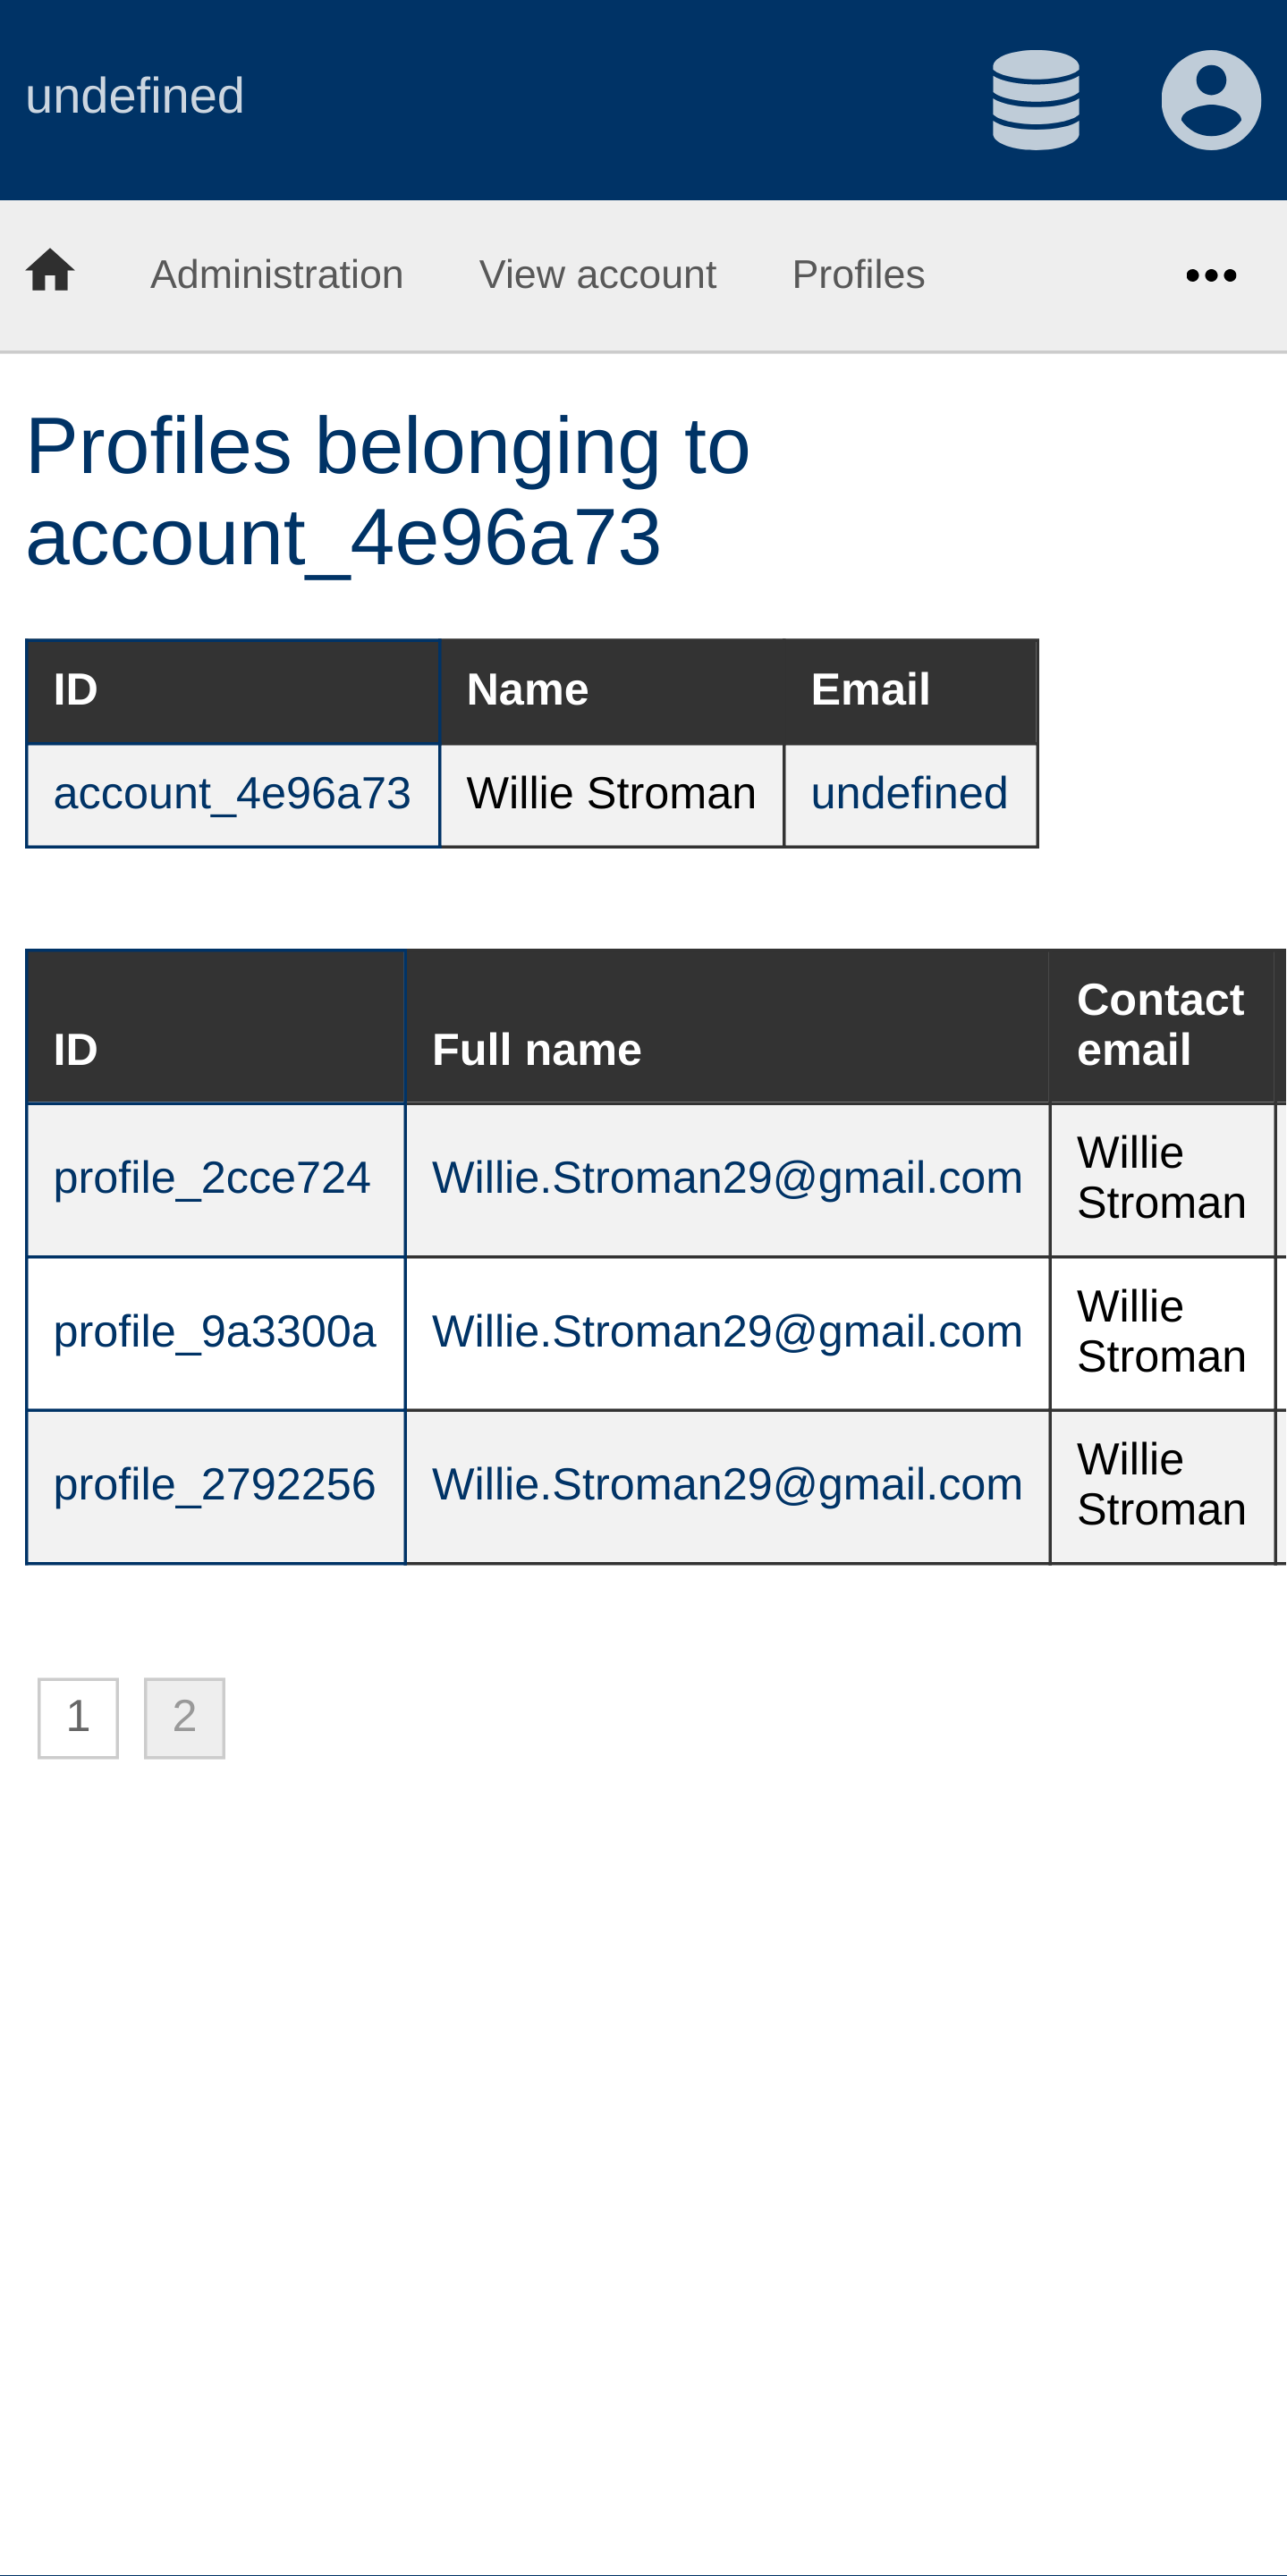 undefined
Administration View account Profiles •••
Profiles belonging to
account_4e96a73
ID Name Email
account_4e96a73 Willie Stroman undefined
ID Full name Contact email
profile_2cce724 Willie.Stroman29@gmail.com Willie Stroman
profile_9a3300a Willie.Stroman29@gmail.com Willie Stroman
profile_2792256 Willie.Stroman29@gmail.com Willie Stroman
1 2